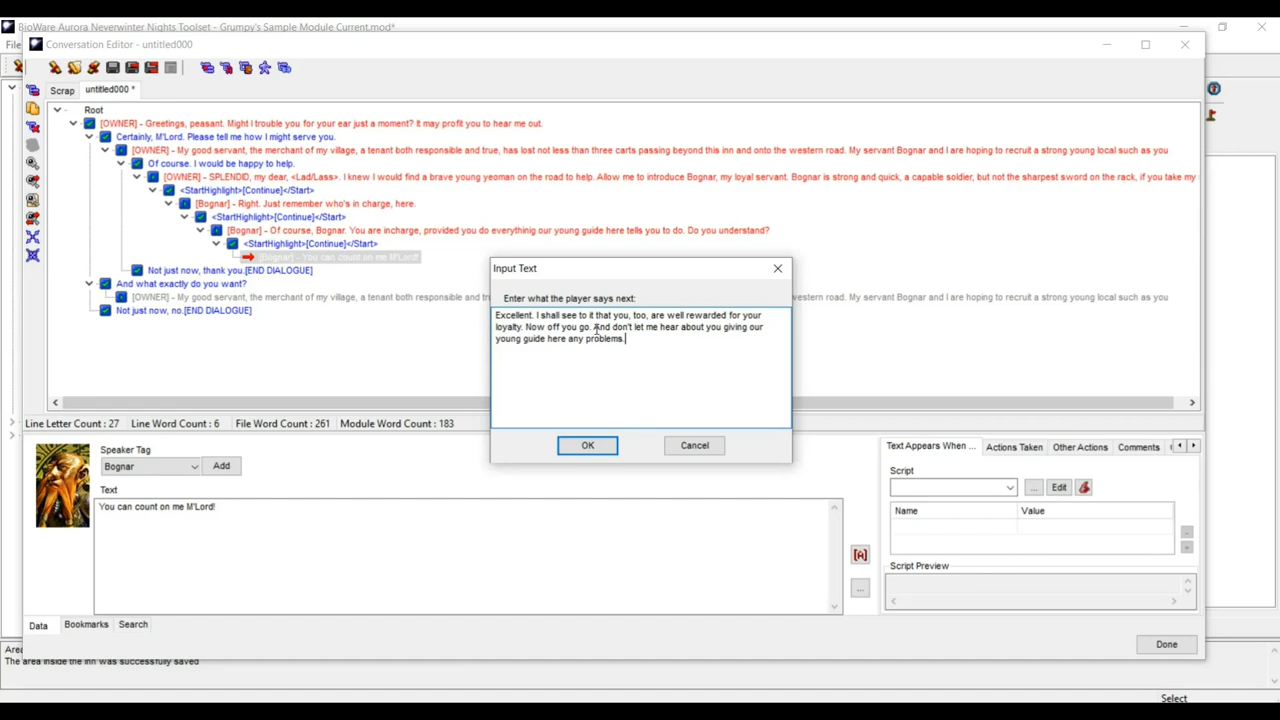 BioWare Aurora Neverwinter Nights Toolset - Grumpy's Sample Module Current.mod*
File
Conversation Editor - untitled000
Scrap
untitled000 *
Root
[OWNER] - Greetings, peasant. Might I trouble you for your ear just a moment? It may profit you to hear me out.
Certainly, M'Lord. Please tell me how I might serve you.
[OWNER] - My good servant, the merchant of my village, a tenant both responsible and true, has lost not less than three carts passing beyond this inn and onto the western road. My servant Bognar and I are hoping to recruit a strong young local such as you
Of course. I would be happy to help.
[OWNER] - SPLENDID, my dear, <Lad/Lass>. I knew I would find a brave young yeoman on the road to help. Allow me to introduce Bognar, my loyal servant. Bognar is strong and quick, a capable soldier, but not the sharpest sword on the rack, if you take my
<StartHighlight>[Continue]</Start>
[Bognar] - Right. Just remember who's in charge, here.
<StartHighlight>[Continue]</Start>
[Bognar] - Of course, Bognar. You are incharge, provided you do everythinig our young guide here tells you to do. Do you understand?
<StartHighlight>[Continue]</Start>
[Bognar] - You can count on me M'Lord!
Not just now, thank you.[END DIALOGUE]
And what exactly do you want?
[OWNER] - My good servant, the merchant of my village, a tenant both responsible and tru
western road. My servant Bognar and I are hoping to recruit a strong young local such as you
Not just now, no.[END DIALOGUE]
Input Text
Enter what the player says next:
Excellent. I shall see to it that you, too, are well rewarded for your
loyalty. Now off you go. And don't let me hear about you giving our
young guide here any problems.
OK
Cancel
Line Letter Count : 27
Line Word Count : 6
File Word Count : 261
Module Word Count : 183
Speaker Tag
Bognar
Add
Text
You can count on me M'Lord!
[A]
...
Text Appears When ...
Actions Taken
Other Actions
Comments
Script
...
Edit
Name
Value
Script Preview
Data
Bookmarks
Search
Done
Area
The area Inside the Inn was successfully saved
Select